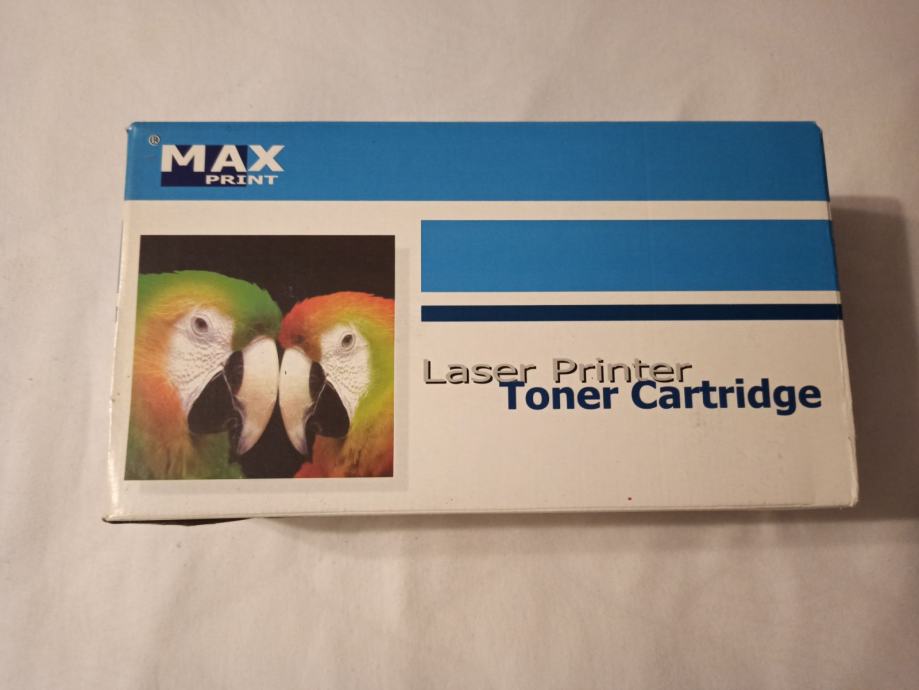 ®
MAX
PRINT
Laser Printer
Toner Cartridge